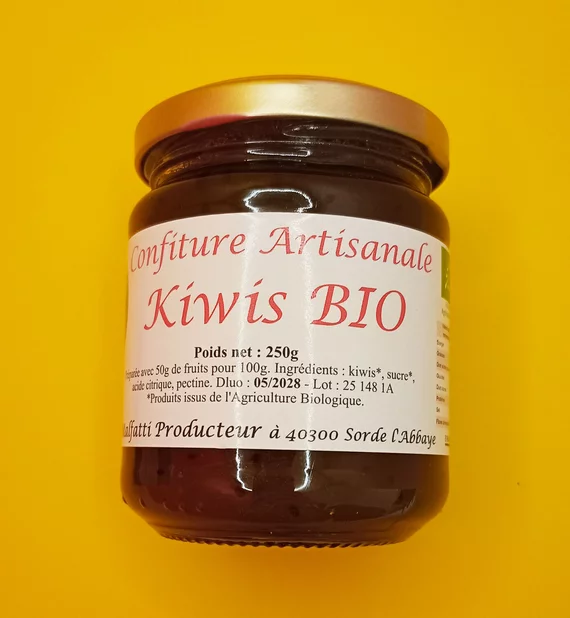 Confiture Artisanale
Kiwis BIO
Poids net : 250g
avec 50g de fruits pour 100g. Ingrédients : kiwis*, sucre*,
acide citrique, pectine. Dluo : 05/2028 - Lot : 25 148 1A
*Produits issus de l'Agriculture Biologique.
Malfatti Producteur à 40300 Sorde l'Abbaye